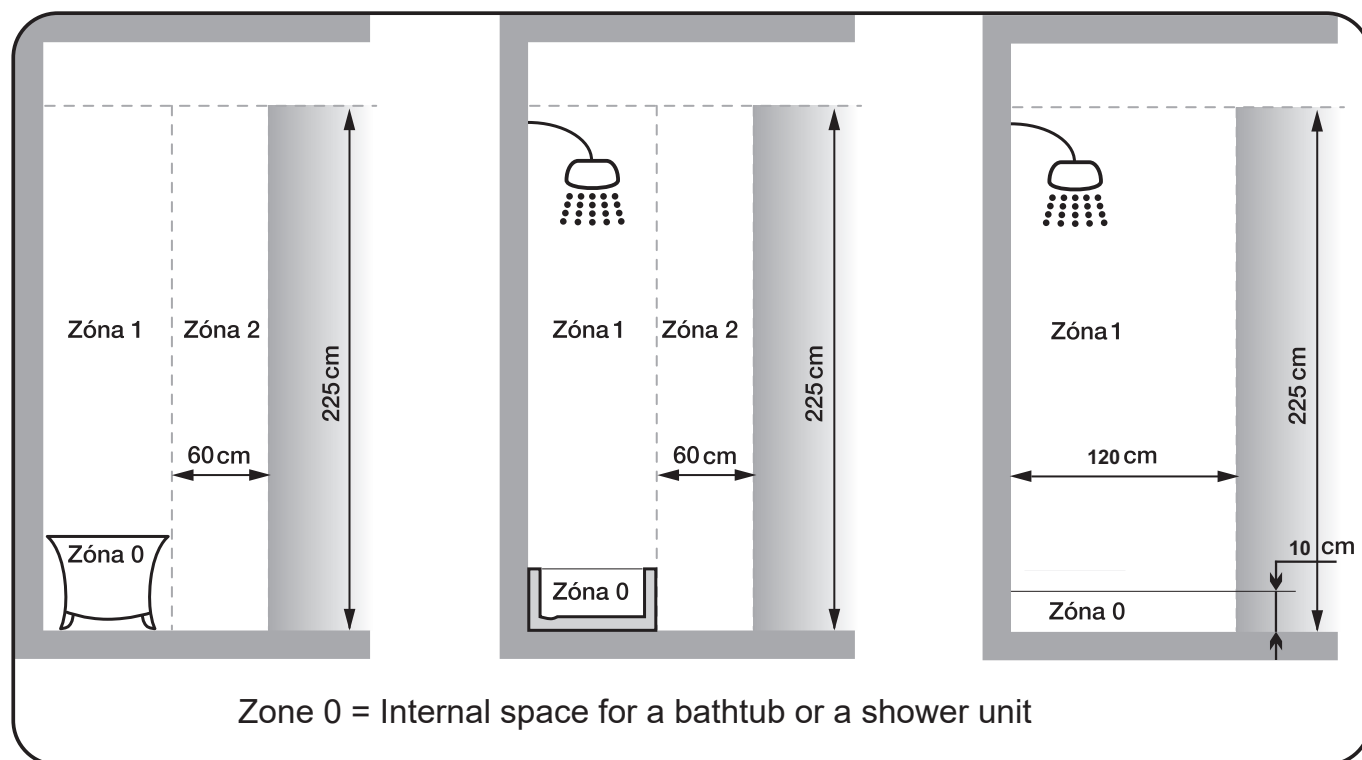 Zóna 1
Zóna 2
225 cm
60 cm
Zóna 0
Zóna 1
Zóna 2
225 cm
60 cm
Zóna 0
Zóna 1
225 cm
120 cm
10 cm
Zóna 0
Zone 0 = Internal space for a bathtub or a shower unit